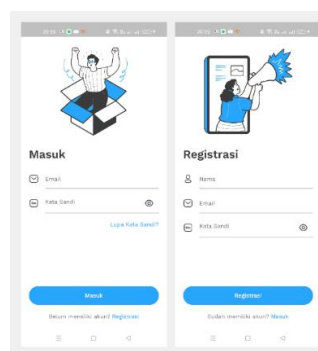 Masuk
Email
Kata Sandi
Lupa Kata Sandi?
Masuk
Belum memiliki akun? Registrasi
Registrasi
Nama
Email
Kata Sandi
Registrasi
Sudah memiliki akun? Masuk